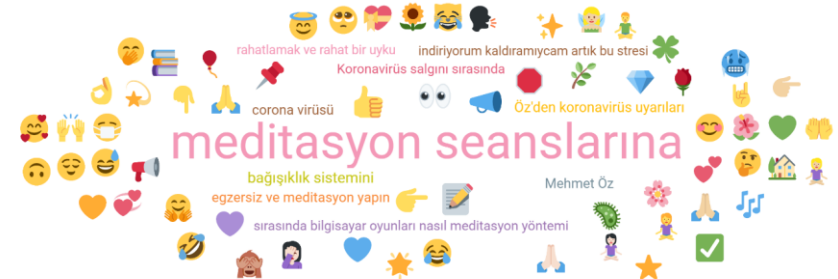 rahatlamak ve rahat bir uyku
indiriyorum kaldıramıycam artık bu stresi
Koronavirüs salgını sırasında
corona virüsü
Öz'den koronavirüs uyarıları
meditasyon seanslarına
bağışıklık sistemini
Mehmet Öz
egzersiz ve meditasyon yapın
sırasında bilgisayar oyunları nasıl meditasyon yöntemi